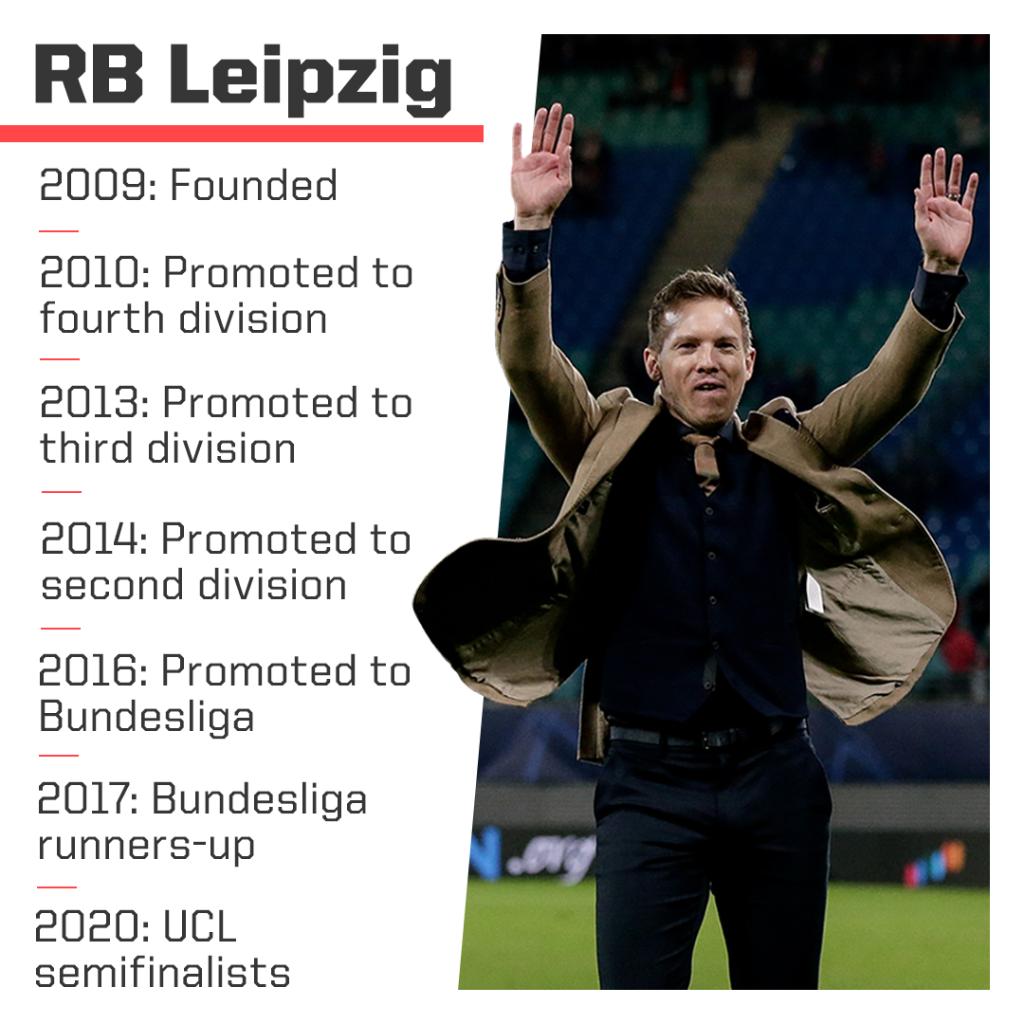 RB Leipzig
2009: Founded
2010: Promoted to
fourth division
2013: Promoted to
third division
2014: Promoted to
second division
2016: Promoted to
Bundesliga
2017: Bundesliga
runners-up
2020: UCL
semifinalists
N .org